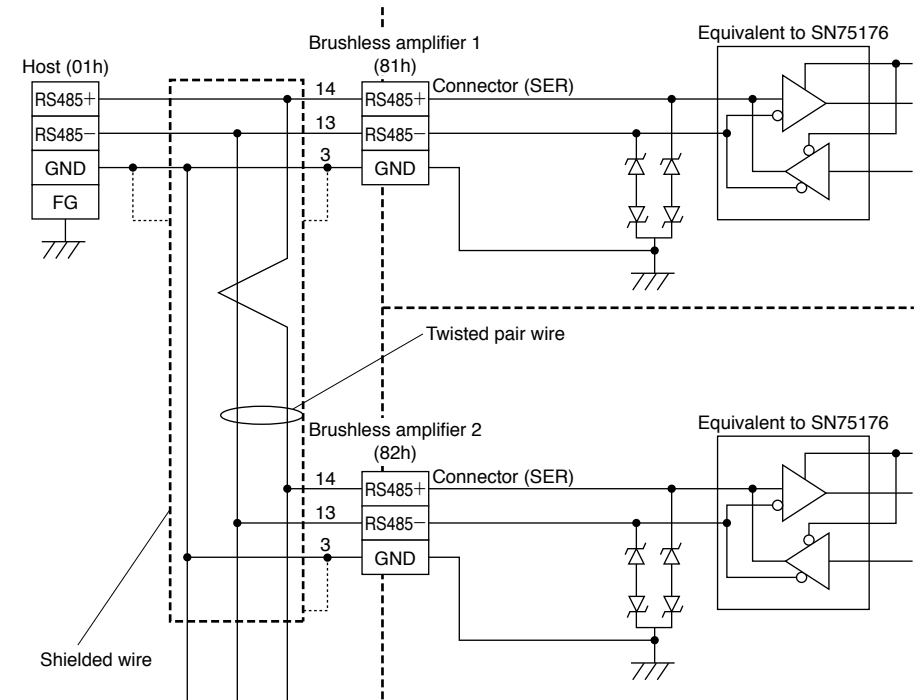 Equivalent to SN75176
Brushless amplifier 1
(81h)
Host (01h)
Connector (SER)
RS485+
14
RS485+
RS485−
13
RS485−
GND
3
GND
FG
Twisted pair wire
Equivalent to SN75176
Brushless amplifier 2
(82h)
Connector (SER)
14
RS485+
13
RS485−
3
GND
Shielded wire